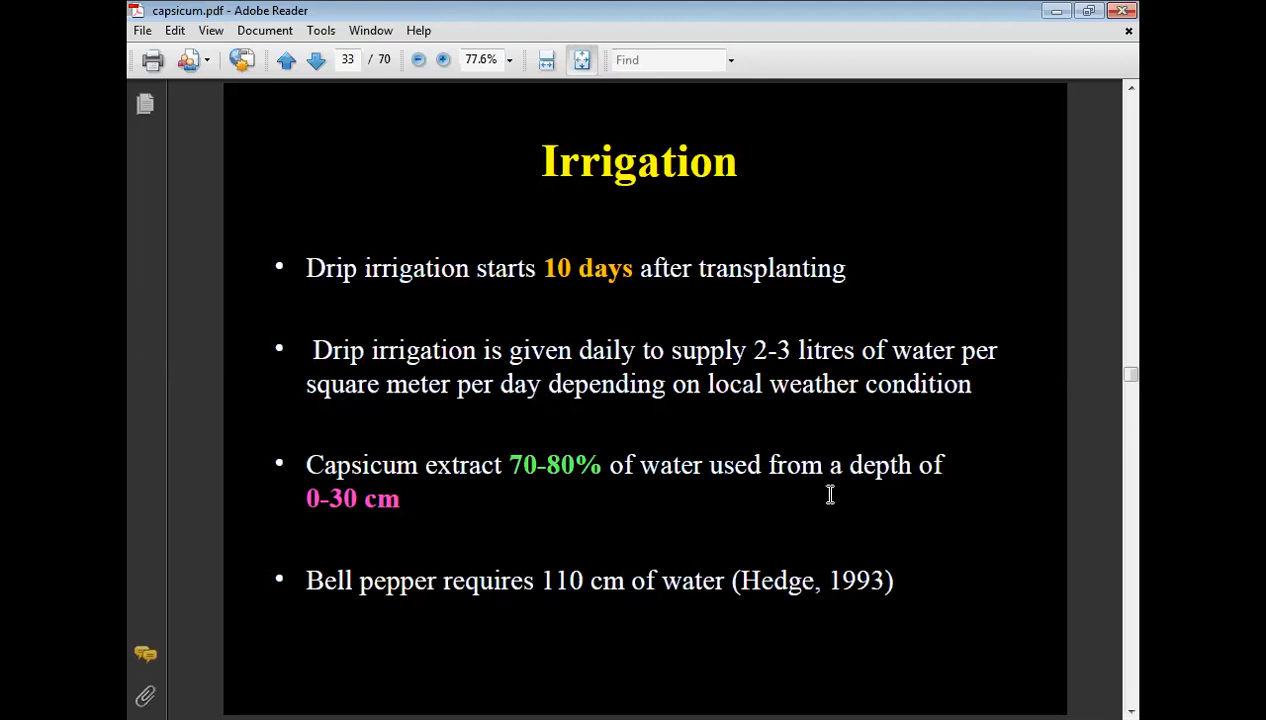 capsicum.pdf - Adobe Reader
File Edit View Document Tools Window Help
33 / 70 77.6% Find
Irrigation
• Drip irrigation starts 10 days after transplanting
• Drip irrigation is given daily to supply 2-3 litres of water per
square meter per day depending on local weather condition
• Capsicum extract 70-80% of water used from a depth of
0-30 cm
• Bell pepper requires 110 cm of water (Hedge, 1993)